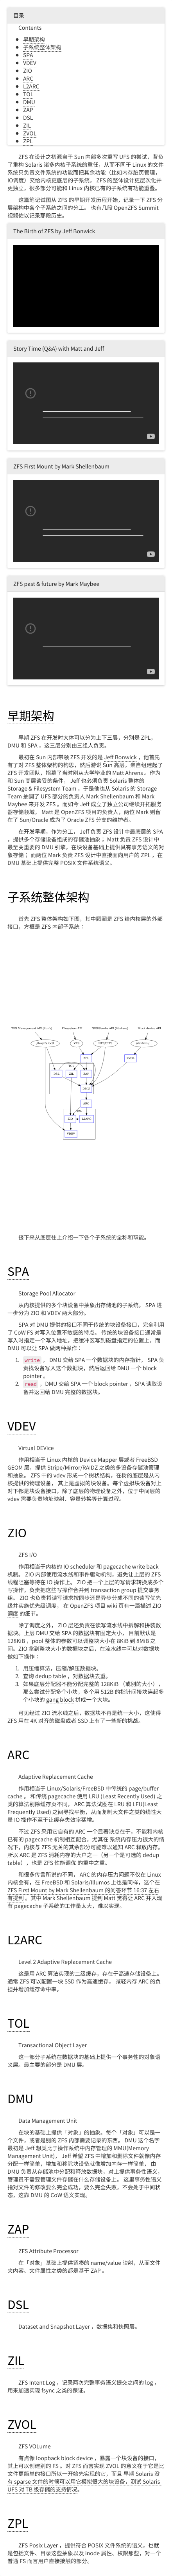 目录
Contents
早期架构
子系统整体架构
SPA
VDEV
ZIO
ARC
L2ARC
TOL
DMU
ZAP
DSL
ZIL
ZVOL
ZPL
ZFS 在设计之初源自于 Sun 内部多次重写 UFS 的尝试，背负
了重构 Solaris 诸多内核子系统的重任，从而不同于 Linux 的文件
系统只负责文件系统的功能而把其余功能（比如内存脏页管理、
IO调度）交给内核更底层的子系统， ZFS 的整体设计更层次化并
更独立，很多部分可能和 Linux 内核已有的子系统有功能重叠。
这篇笔记试图从 ZFS 的早期开发历程开始，记录一下 ZFS 分
层架构中各个子系统之间的分工。 也有几段 OpenZFS Summit
视频佐以记录那段历史。
The Birth of ZFS by Jeff Bonwick
Story Time (Q&A) with Matt and Jeff
ZFS First Mount by Mark Shellenbaum
ZFS past & future by Mark Maybee
早期架构
早期 ZFS 在开发时大体可以分为上下三层，分别是 ZPL，
DMU 和 SPA ，这三层分别由三组人负责。
最初在 Sun 内部带领 ZFS 开发的是 Jeff Bonwick ，他首先
有了对 ZFS 整体架构的构思，然后游说 Sun 高层，亲自组建起了
ZFS 开发团队，招募了当时刚从大学毕业的 Matt Ahrens 。作为
和 Sun 高层谈妥的条件， Jeff 也必须负责 Solaris 整体的
Storage & Filesystem Team ，于是他也从 Solaris 的 Storage
Team 抽调了 UFS 部分的负责人 Mark Shellenbaum 和 Mark
Maybee 来开发 ZFS 。而如今 Jeff 成立了独立公司继续开拓服务
器存储领域， Matt 是 OpenZFS 项目的负责人，两位 Mark 则留
在了 Sun/Oracle 成为了 Oracle ZFS 分支的维护者。
在开发早期，作为分工， Jeff 负责 ZFS 设计中最底层的 SPA
，提供多个存储设备组成的存储池抽象； Matt 负责 ZFS 设计中
最至关重要的 DMU 引擎，在块设备基础上提供具有事务语义的对
象存储； 而两位 Mark 负责 ZFS 设计中直接面向用户的 ZPL ，在
DMU 基础上提供完整 POSIX 文件系统语义。
子系统整体架构
首先 ZFS 整体架构如下图，其中圆圈是 ZFS 给内核层的外部
接口，方框是 ZFS 内部子系统：
接下来从底层往上介绍一下各个子系统的全称和职能。
SPA
Storage Pool Allocator
从内核提供的多个块设备中抽象出存储池的子系统。 SPA 进
一步分为 ZIO 和 VDEV 两大部分。
SPA 对 DMU 提供的接口不同于传统的块设备接口，完全利用
了 CoW FS 对写入位置不敏感的特点。 传统的块设备接口通常是
写入时指定一个写入地址，把缓冲区写到磁盘指定的位置上，而
DMU 可以让 SPA 做两种操作：
1. write ， DMU 交给 SPA 一个数据块的内存指针， SPA 负
责找设备写入这个数据块，然后返回给 DMU 一个 block
pointer 。
2. read ，DMU 交给 SPA 一个 block pointer ，SPA 读取设
备并返回给 DMU 完整的数据块。
VDEV
Virtual DEVice
作用相当于 Linux 内核的 Device Mapper 层或者 FreeBSD
GEOM 层，提供 Stripe/Mirror/RAIDZ 之类的多设备存储池管理
和抽象。 ZFS 中的 vdev 形成一个树状结构，在树的底层是从内
核提供的物理设备， 其上是虚拟的块设备。每个虚拟块设备对上
对下都是块设备接口，除了底层的物理设备之外，位于中间层的
vdev 需要负责地址映射、容量转换等计算过程。
ZIO
ZFS I/O
作用相当于内核的 IO scheduler 和 pagecache write back
机制。 ZIO 内部使用流水线和事件驱动机制，避免让上层的 ZFS
线程阻塞等待在 IO 操作上。 ZIO 把一个上层的写请求转换成多个
写操作，负责把这些写操作合并到 transaction group 提交事务
组。 ZIO 也负责将读写请求按同步还是异步分成不同的读写优先
级并实施优先级调度， 在 OpenZFS 项目 wiki 页有一篇描述 ZIO
调度 的细节。
除了调度之外， ZIO 层还负责在读写流水线中拆解和拼装数
据块。上层 DMU 交给 SPA 的数据块有固定大小， 目前默认是
128KiB ，pool 整体的参数可以调整块大小在 8KiB 到 8MiB 之
间。ZIO 拿到整块大小的数据块之后，在流水线中可以对数据块
做如下操作：
1. 用压缩算法，压缩/解压数据块。
2. 查询 dedup table ，对数据块去重。
3. 如果底层分配器不能分配完整的 128KiB （或别的大小），
那么尝试分配多个小块，多个用 512B 的指针间接块连起多
个小块的 gang block 拼成一个大块。
可见经过 ZIO 流水线之后，数据块不再是统一大小，这使得
ZFS 用在 4K 对齐的磁盘或者 SSD 上有了一些新的挑战。
ARC
Adaptive Replacement Cache
作用相当于 Linux/Solaris/FreeBSD 中传统的 page/buffer
cache 。 和传统 pagecache 使用 LRU (Least Recently Used) 之
类的算法剔除缓存页不同， ARC 算法试图在 LRU 和 LFU(Least
Frequently Used) 之间寻找平衡，从而复制大文件之类的线性大
量 IO 操作不至于让缓存失效率猛增。
不过 ZFS 采用它自有的 ARC 一个显著缺点在于，不能和内核
已有的 pagecache 机制相互配合，尤其在 系统内存压力很大的情
况下，内核与 ZFS 无关的其余部分可能难以通知 ARC 释放内存。
所以 ARC 是 ZFS 消耗内存的大户之一（另一个是可选的 dedup
table），也是 ZFS 性能调优 的重中之重。
和很多传言所说的不同， ARC 的内存压力问题不仅在 Linux
内核会有，在 FreeBSD 和 Solaris/Illumos 上也是同样，这个在
ZFS First Mount by Mark Shellenbaum 的问答环节 16:37 左右
有提到 。其中 Mark Shellenbaum 提到 Matt 觉得让 ARC 并入现
有 pagecache 子系统的工作量太大，难以实现。
L2ARC
Level 2 Adaptive Replacement Cache
这是用 ARC 算法实现的二级缓存，存在于高速存储设备上。
通常 ZFS 可以配置一块 SSD 作为高速缓存， 减轻内存 ARC 的负
担并增加缓存命中率。
TOL
Transactional Object Layer
这一部分子系统在数据块的基础上提供一个事务性的对象语
义层。最主要的部分是 DMU 层。
DMU
Data Management Unit
在块的基础上提供「对象」的抽象。每个「对象」可以是一
个文件，或者是别的 ZFS 内部需要记录的东西。 DMU 这个名字
最初是 Jeff 想类比于操作系统中内存管理的 MMU(Memory
Management Unit)， Jeff 希望 ZFS 中增加和删除文件就像内存
分配一样简单，增加和移除块设备就像增加内存一样简单， 由
DMU 负责从存储池中分配和释放数据块，对上提供事务性语义，
管理员不需要管理文件存储在什么存储设备上。 这里事务性语义
指对文件的修改要么完全成功，要么完全失败，不会处于中间状
态，这靠 DMU 的 CoW 语义实现。
ZAP
ZFS Attribute Processor
在「对象」基础上提供紧凑的 name/value 映射，从而文件
夹内容、文件属性之类的都是基于 ZAP 。
DSL
Dataset and Snapshot Layer ，数据集和快照层。
ZIL
ZFS Intent Log ，记录两次完整事务语义提交之间的 log ，
用来加速实现 fsync 之类的保证。
ZVOL
ZFS VOLume
有点像 loopback block device ，暴露一个块设备的接口，
其上可以创建别的 FS 。对 ZFS 而言实现 ZVOL 的意义在于它是比
文件更简单的接口所以一开始先实现的它，而且 早期 Solaris 没
有 sparse 文件的时候可以用它模拟很大的块设备，测试 Solaris
UFS 对 TB 级存储的支持情况。
ZPL
ZFS Posix Layer ，提供符合 POSIX 文件系统的语义，也就
是包括文件、目录这些抽象以及 inode 属性、权限那些，对一个
普通 FS 而言用户直接接触的部分。